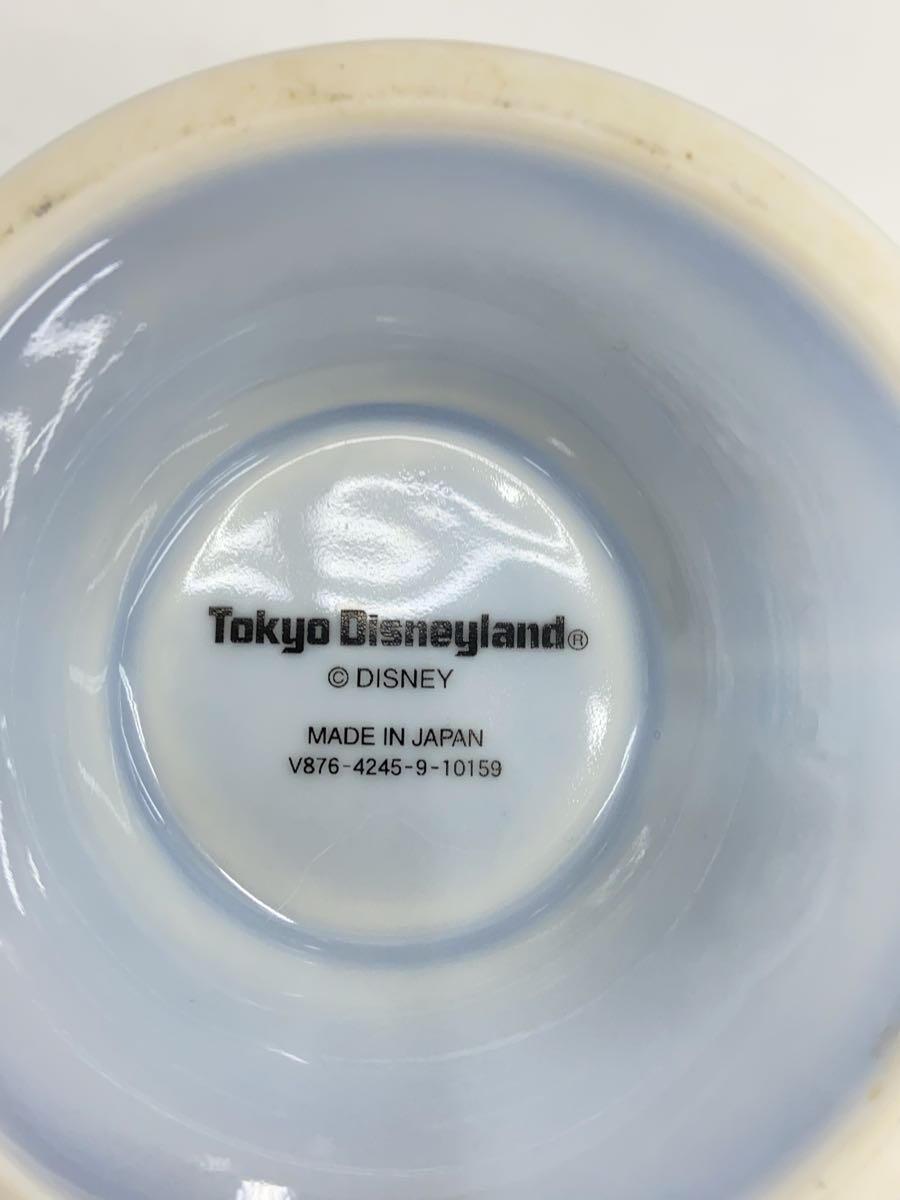 Tokyo Disneyland®
© DISNEY
MADE IN JAPAN
V876-4245-9-10159